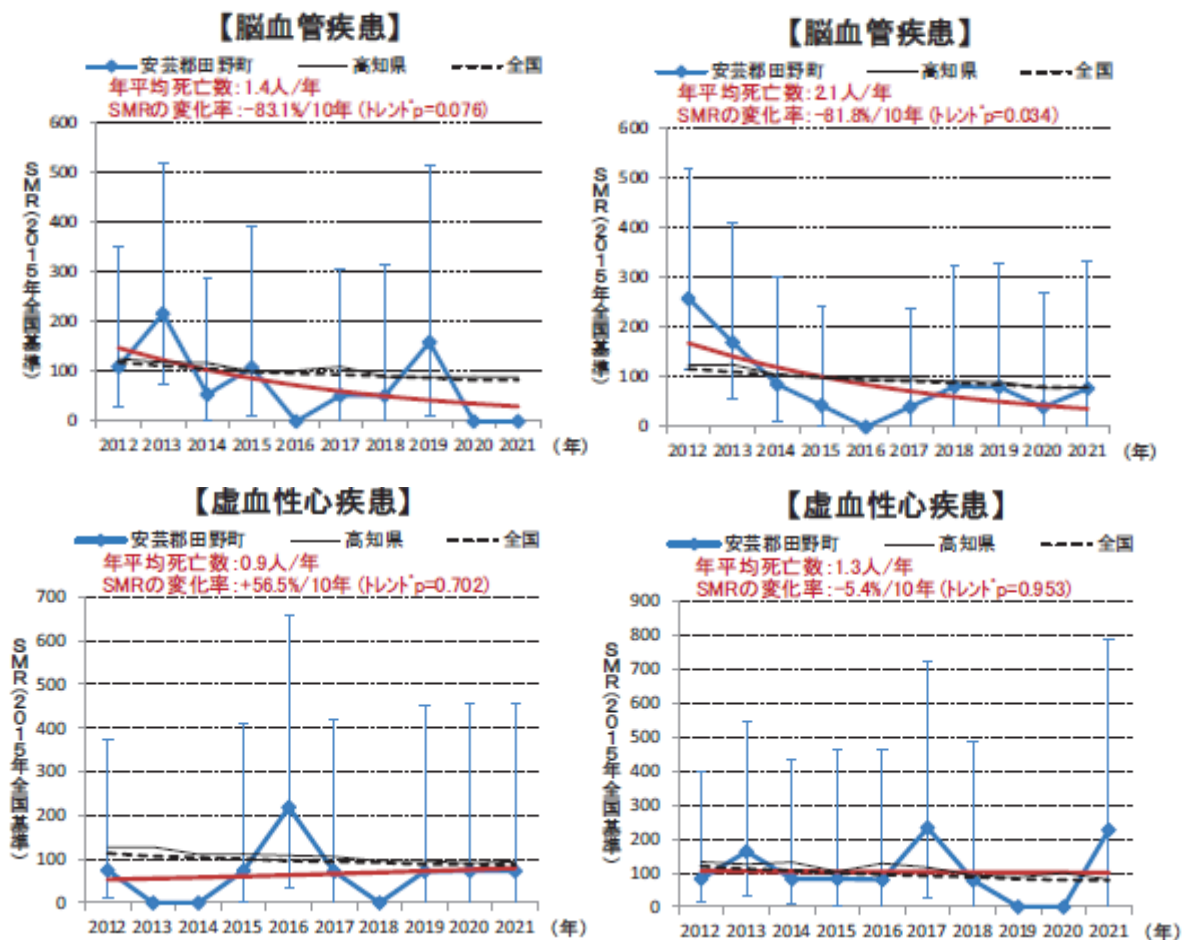 【脳血管疾患】
安芸郡田野町 高知県 全国
年平均死亡数:1.4人/年
SMRの変化率:-83.1%/10年(トレンドp=0.076)
SMR(2015年全国基準)
600
500
400
300
200
100
0
2012 2013 2014 2015 2016 2017 2018 2019 2020 2021 (年)
【脳血管疾患】
安芸郡田野町 高知県 全国
年平均死亡数:2.1人/年
SMRの変化率:-81.8%/10年(トレンドp=0.034)
SMR(2015年全国基準)
600
500
400
300
200
100
0
2012 2013 2014 2015 2016 2017 2018 2019 2020 2021 (年)
【虚血性心疾患】
安芸郡田野町 高知県 全国
年平均死亡数:0.9人/年
SMRの変化率:+56.5%/10年(トレンドp=0.702)
SMR(2015年全国基準)
700
600
500
400
300
200
100
0
2012 2013 2014 2015 2016 2017 2018 2019 2020 2021 (年)
【虚血性心疾患】
安芸郡田野町 高知県 全国
年平均死亡数:1.3人/年
SMRの変化率:-5.4%/10年(トレンドp=0.953)
SMR(2015年全国基準)
900
800
700
600
500
400
300
200
100
0
2012 2013 2014 2015 2016 2017 2018 2019 2020 2021 (年)